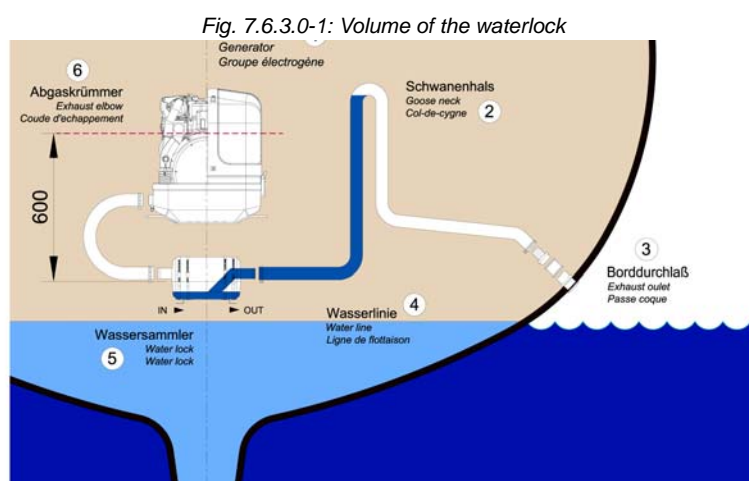 Fig. 7.6.3.0-1: Volume of the waterlock
Generator
Groupe électrogène
6
Abgaskrümmer
Exhaust elbow
Coude d'echappement
Schwanenhals
Goose neck
Col-de-cygne
2
600
3
Borddurchlaß
Exhaust oulet
Passe coque
IN
OUT
4
Wasserlinie
Water line
Ligne de flottaison
Wassersammler
Water lock
Water lock
5